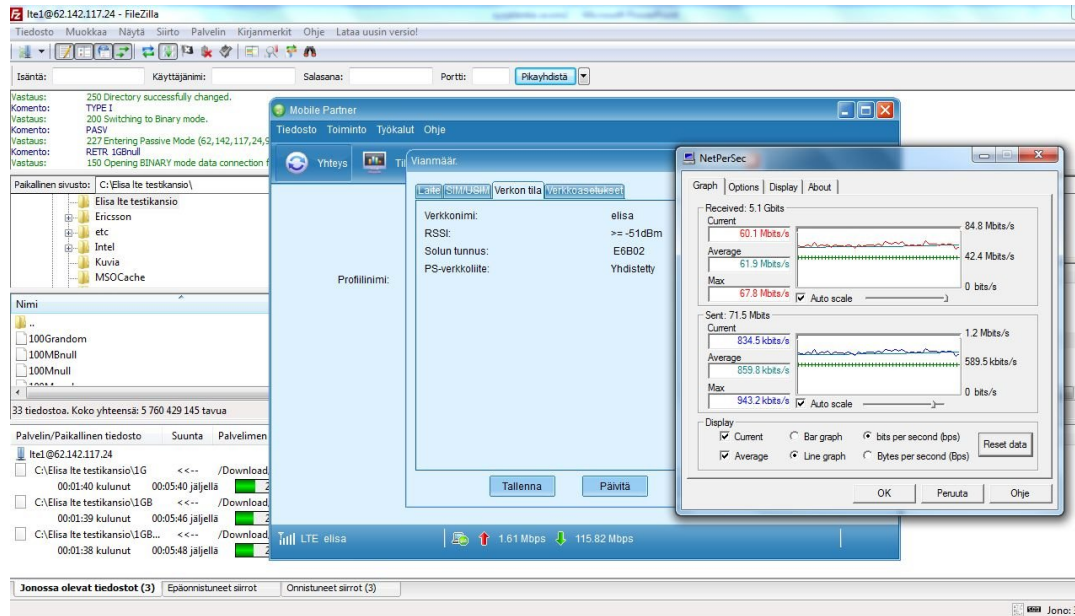 lte1@62.142.117.24 - FileZilla
Tiedosto Muokkaa Näytä Siirto Palvelin Kirjanmerkit Ohje Lataa uusin versio!
Isäntä: Käyttäjänimi: Salasana: Portti: Pikayhdistä
Vastaus: 250 Directory successfully changed.
Komento: TYPE I
Vastaus: 200 Switching to Binary mode.
Komento: PASV
Vastaus: 227 Entering Passive Mode (62,142,117,24,9
Komento: RETR 1GBnull
Vastaus: 150 Opening BINARY mode data connection f
Paikallinen sivusto: C:\Elisa lte testikansio\
Elisa lte testikansio
Ericsson
etc
Intel
Kuvia
MSOCache
Nimi
..
100Grandom
100MBnull
100Mnull
33 tiedostoa. Koko yhteensä: 5 760 429 145 tavua
Palvelin/Paikallinen tiedosto Suunta Palvelimen
lte1@62.142.117.24
C:\Elisa lte testikansio\1G <<-- /Download
00:01:40 kulunut 00:05:40 jäljellä 2
C:\Elisa lte testikansio\1GB <<-- /Download
00:01:39 kulunut 00:05:46 jäljellä 2
C:\Elisa lte testikansio\1GB... <<-- /Download
00:01:38 kulunut 00:05:48 jäljellä 2
Jonossa olevat tiedostot (3) Epäonnistuneet siirrot Onnistuneet siirrot (3)
Jono:
Mobile Partner
Tiedosto Toiminto Työkalut Ohje
Yhteys Til
Profiilinimi:
Vianmäär.
Laite SIM/USIM Verkon tila Verkkoasetukset
Verkkonimi: elisa
RSSI: >= -51dBm
Solun tunnus: E6B02
PS-verkkoliite: Yhdistetty
Tallenna Päivitä
LTE elisa 1.61 Mbps 115.82 Mbps
NetPerSec
Graph Options Display About
Received: 5.1 Gbits
Current
60.1 Mbits/s
84.8 Mbits/s
Average
61.9 Mbits/s
42.4 Mbits/s
Max
67.8 Mbits/s
0 bits/s
Auto scale
Sent: 71.5 Mbits
Current
834.5 kbits/s
1.2 Mbits/s
Average
859.8 kbits/s
589.5 kbits/s
Max
943.2 kbits/s
0 bits/s
Auto scale
Display
Current Bar graph bits per second (bps)
Average Line graph Bytes per second (Bps)
Reset data
OK Peruuta Ohje